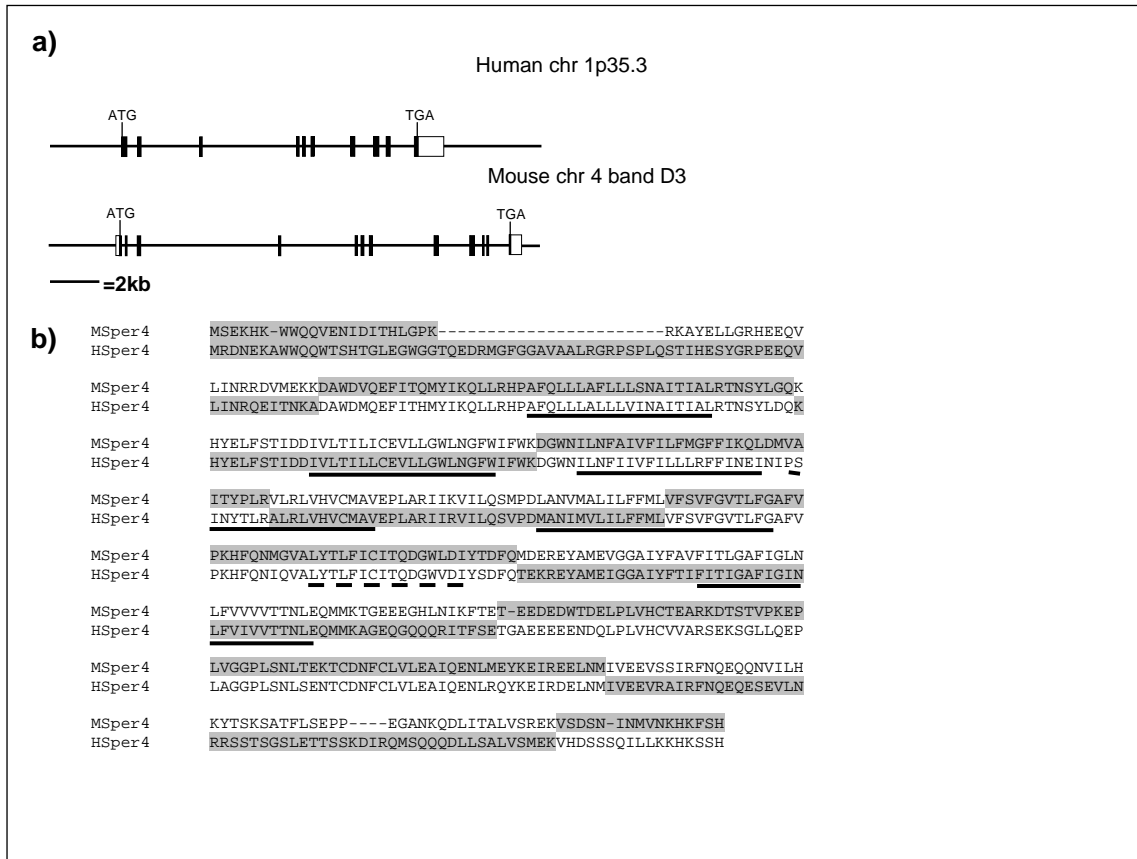 a)
Human chr 1p35.3
ATG TGA
Mouse chr 4 band D3
ATG TGA
=2kb
b)
MSper4 MSEKHK-WWQQVENIDITHLGPK-----------------------RKAYELLGRHEEQV
HSper4 MRDNEKAWWQQWTSHTGLEGWGGTQEDRMGFGGAVAALRGRPSPLQSTIHESYGRPEEQV
MSper4 LINRRDVMEKKDAWDVQEFITQMYIKQLLRHPAFQLLLAFLLLSNAITIALRTNSYLGQK
HSper4 LINRQEITNKADAWDMQEFITHMYIKQLLRHPAFQLLLALLLVINAITIALRTNSYLDQK
MSper4 HYELFSTIDDIVLTILICEVLLGWLNGFWIFWKDGWNILNFAIVFILFMGFFIKQLDMVA
HSper4 HYELFSTIDDIVLTILLCEVLLGWLNGFWIFWKDGWNILNFIIVFILLLRFFINEINIPS
MSper4 ITYPLRVLRLVHVCMAVEPLARIIKVILQSMPDLANVMALILFFMLVFSVFGVTLFGAFV
HSper4 INYTLRALRLVHVCMAVEPLARIIRVILQSVPDMANIMVLILFFMLVFSVFGVTLFGAFV
MSper4 PKHFQNMGVALYTLFICITQDGWLDIYTDFQMDEREYAMEVGGAIYFAVFITLGAFIGLN
HSper4 PKHFQNIQVALYTLFICITQDGWVDIYSDFQTEKREYAMEIGGAIYFTIFITIGAFIGIN
MSper4 LFVVVVTTNLEQMMKTGEEEGHLNIKFTET-EEDEDWTDELPLVHCTEARKDTSTVPKEP
HSper4 LFVIVVTTNLEQMMKAGEQGQQQRITFSETGAEEEEENDQLPLVHCVVARSEKSGLLQEP
MSper4 LVGGPLSNLTEKTCDNFCLVLEAIQENLMEYKEIREELNMIVEEVSSIRFNQEQQNVILH
HSper4 LAGGPLSNLSENTCDNFCLVLEAIQENLRQYKEIRDELNMIVEEVRAIRFNQEQESEVLN
MSper4 KYTSKSATFLSEPP----EGANKQDLITALVSREKVSDSN-INMVNKHKFSH
HSper4 RRSSTSGSLETTSSKDIRQMSQQQDLLSALVSMEKVHDSSSQILLKKHKSSH